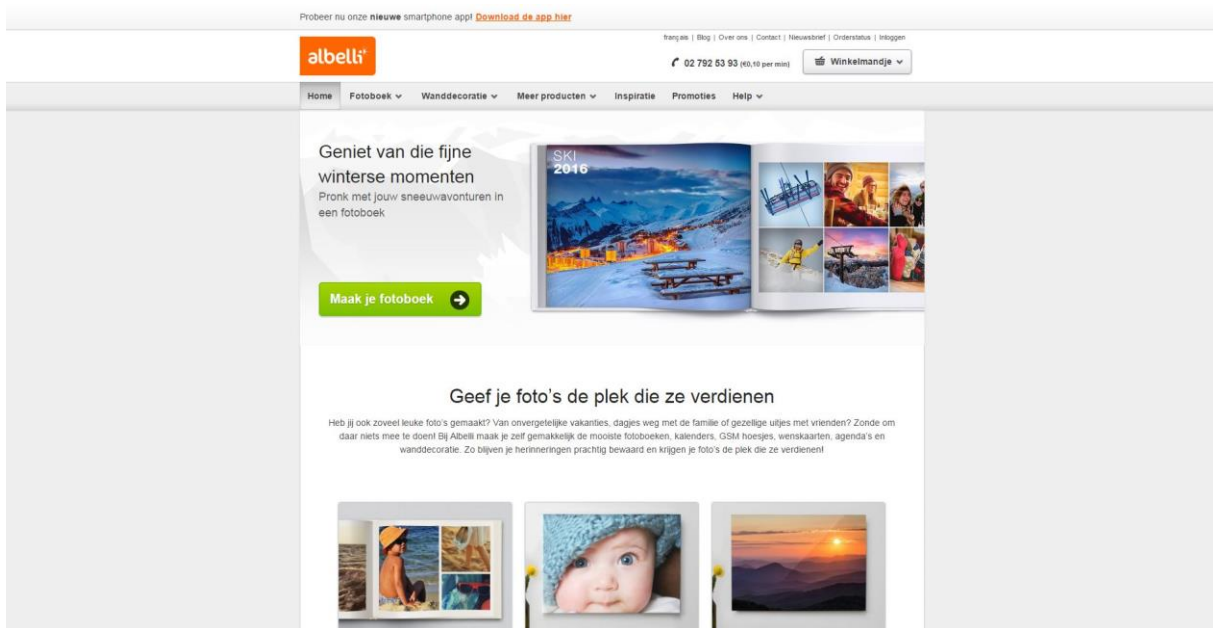 Probeer nu onze nieuwe smartphone app! Download de app hier
français | Blog | Over ons | Contact | Nieuwsbrief | Orderstatus | Inloggen
albelli
02 792 53 93 (€0,10 per min)
Winkelmandje
Home Fotoboek Wanddecoratie Meer producten Inspiratie Promoties Help
Geniet van die fijne
winterse momenten
Pronk met jouw sneeuwavonturen in
een fotoboek
SKI
2016
Maak je fotoboek
Geef je foto's de plek die ze verdienen
Heb jij ook zoveel leuke foto's gemaakt? Van onvergetelijke vakanties, dagjes weg met de familie of gezellige uitjes met vrienden? Zonde om
daar niets mee te doen! Bij Albelli maak je zelf gemakkelijk de mooiste fotoboeken, kalenders, GSM hoesjes, wenskaarten, agenda's en
wanddecoratie. Zo blijven je herinneringen prachtig bewaard en krijgen je foto's de plek die ze verdienen!